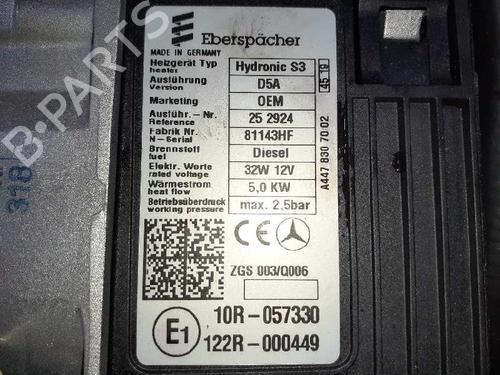 Eberspächer
MADE IN GERMANY
Heizgerät Typ
heater
Hydronic S3
Ausführung
Version
D5A
Marketing
OEM
Ausführ.- Nr.
Reference
25 2924
Fabrik Nr.
N-Serial
81143HF
Brennstoff
fuel
Diesel
Elektr. Werte
rated voltage
32W 12V
Wärmestrom
heat flow
5,0 KW
Betriebsüberdruck
working pressure
max. 2,5bar
45 19
A447 830 70 02
CE
ZGS 003/Q006
E1
10R-057330
122R-000449
318
B-PARTS